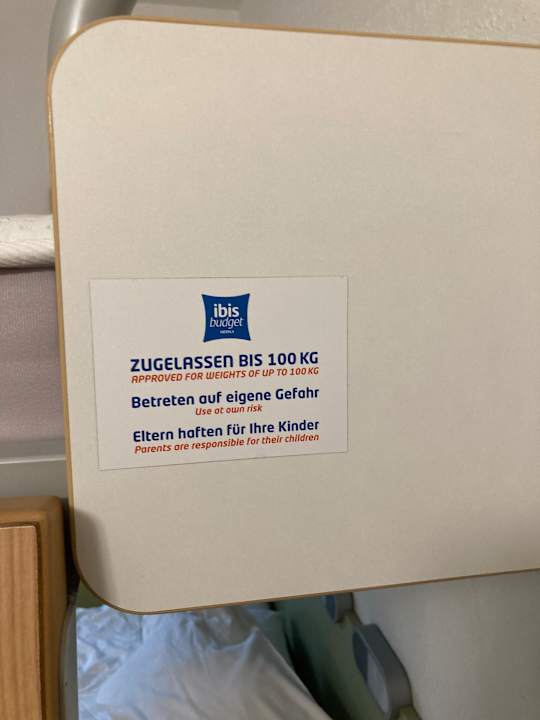 ibis
budget
HOTELS
ZUGELASSEN BIS 100 KG
APPROVED FOR WEIGHTS OF UP TO 100 KG
Betreten auf eigene Gefahr
Use at own risk
Eltern haften für Ihre Kinder
Parents are responsible for their children